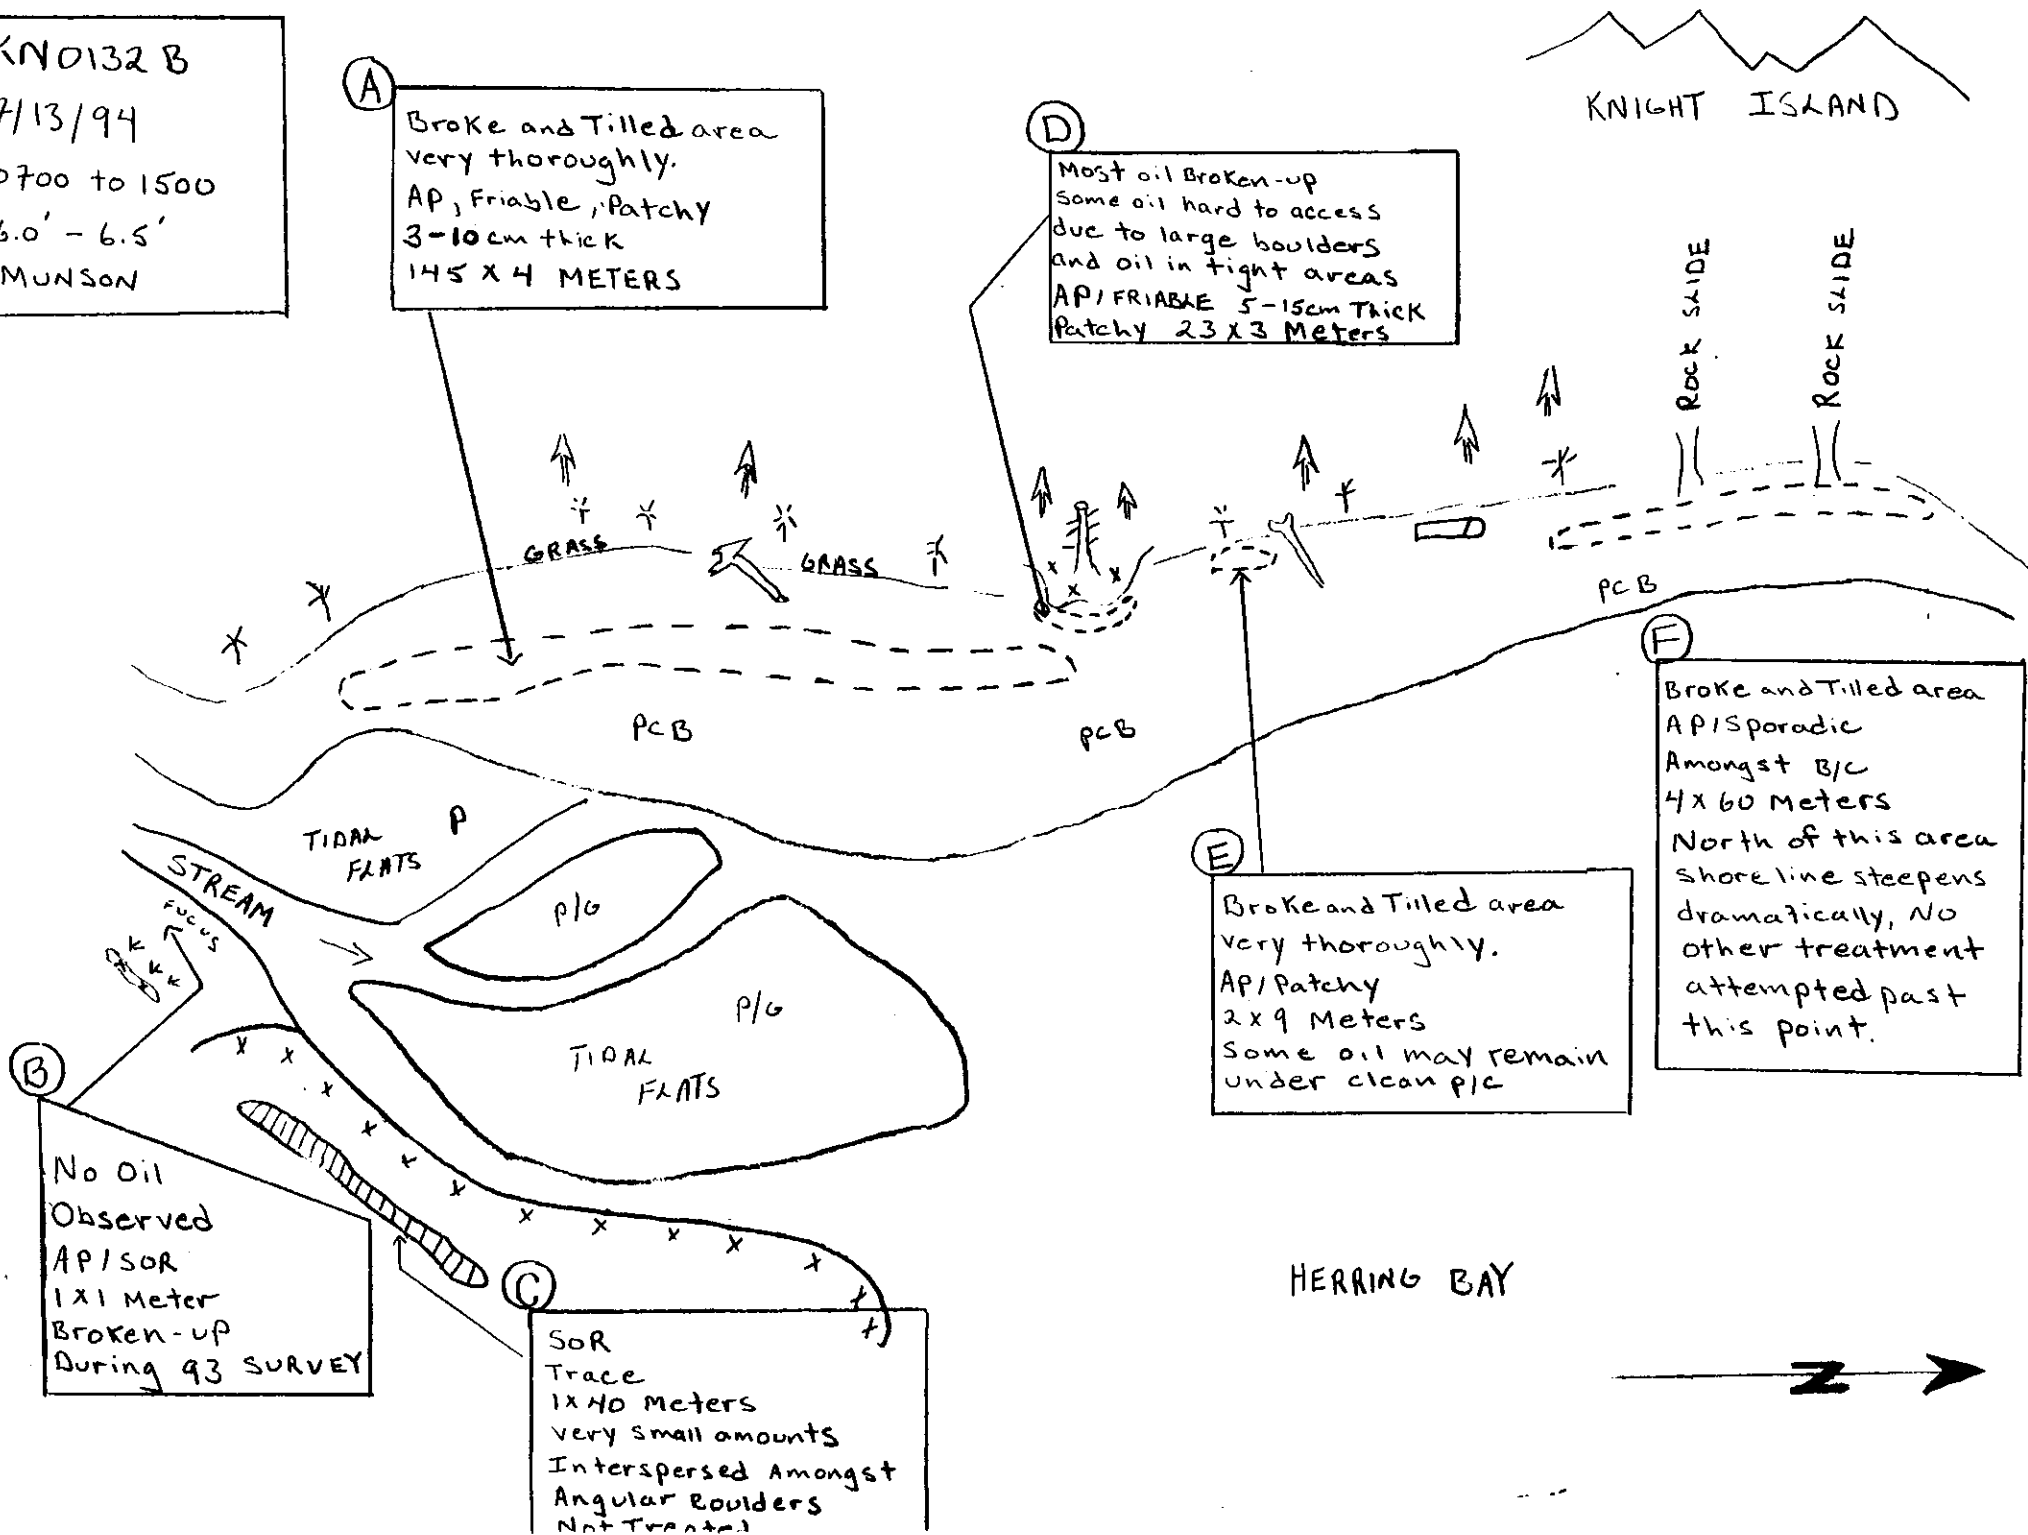 KN0132 B
7/13/94
0700 to 1500
6.0' - 6.5'
MUNSON
A
Broke and Tilled area
very thoroughly.
AP, Friable, Patchy
3-10 cm thick
145 X 4 METERS
D
Most oil Broken-up
some oil hard to access
due to large boulders
and oil in tight areas
AP/FRIABLE 5-15cm Thick
Patchy 23 X 3 Meters
KNIGHT ISLAND
ROCK SLIDE
ROCK SLIDE
GRASS
GRASS
PCB
PCB
PCB
F
Broke and Tilled area
AP/Sporadic
Amongst B/C
4 X 60 Meters
North of this area
shoreline steepens
dramatically, No
other treatment
attempted past
this point.
TIDAL
FLATS
P
STREAM
FUCUS
P/G
P/G
TIDAL
FLATS
E
Broke and Tilled area
very thoroughly.
AP/Patchy
2 x 9 Meters
Some oil may remain
under clean P/C
B
No Oil
Observed
AP/SOR
1 X 1 Meter
Broken-up
During 93 SURVEY
C
SOR
Trace
1 X 40 Meters
very small amounts
Interspersed Amongst
Angular Boulders
Not Treated
HERRING BAY
N